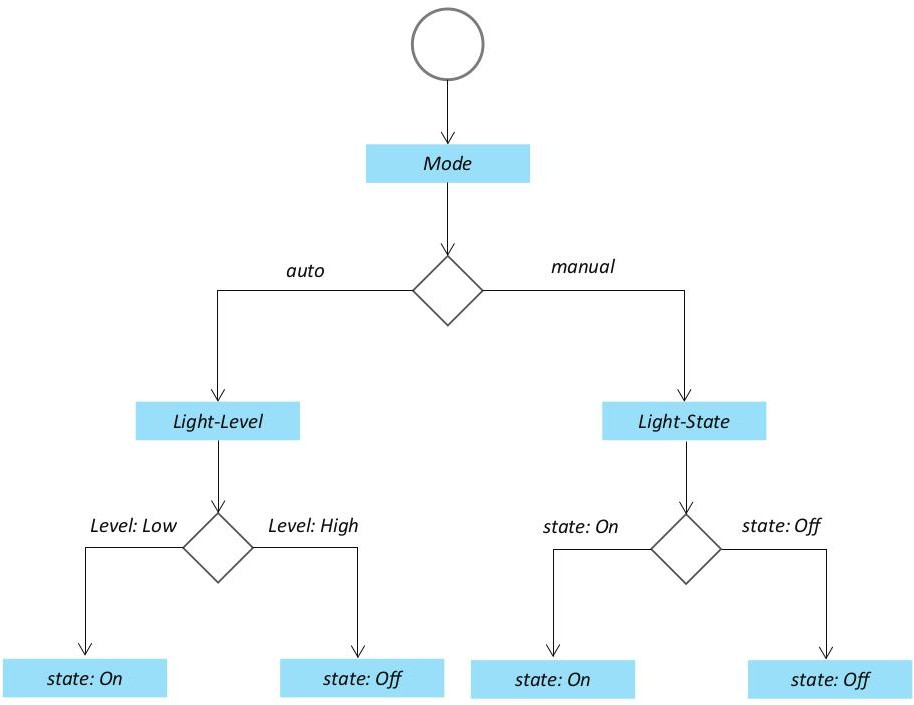 Mode
auto
manual
Light-Level
Light-State
Level: Low
Level: High
state: On
state: Off
state: On
state: Off
state: On
state: Off